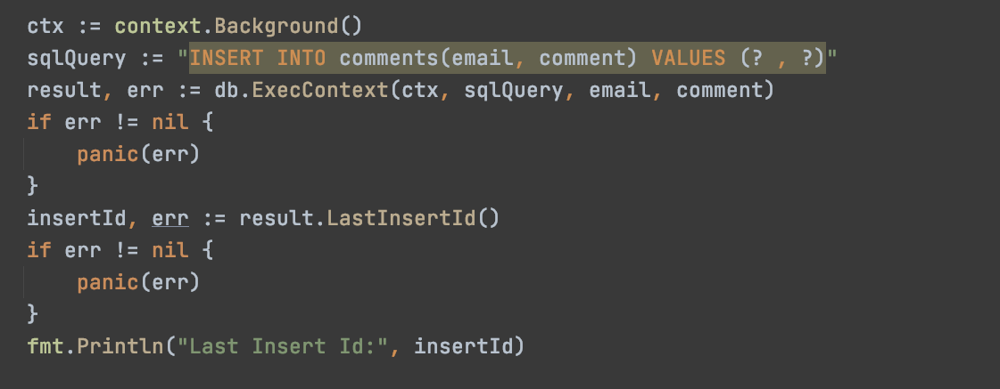 ctx := context.Background()
sqlQuery := "INSERT INTO comments(email, comment) VALUES (? , ?)"
result, err := db.ExecContext(ctx, sqlQuery, email, comment)
if err != nil {
    panic(err)
}
insertId, err := result.LastInsertId()
if err != nil {
    panic(err)
}
fmt.Println("Last Insert Id:", insertId)